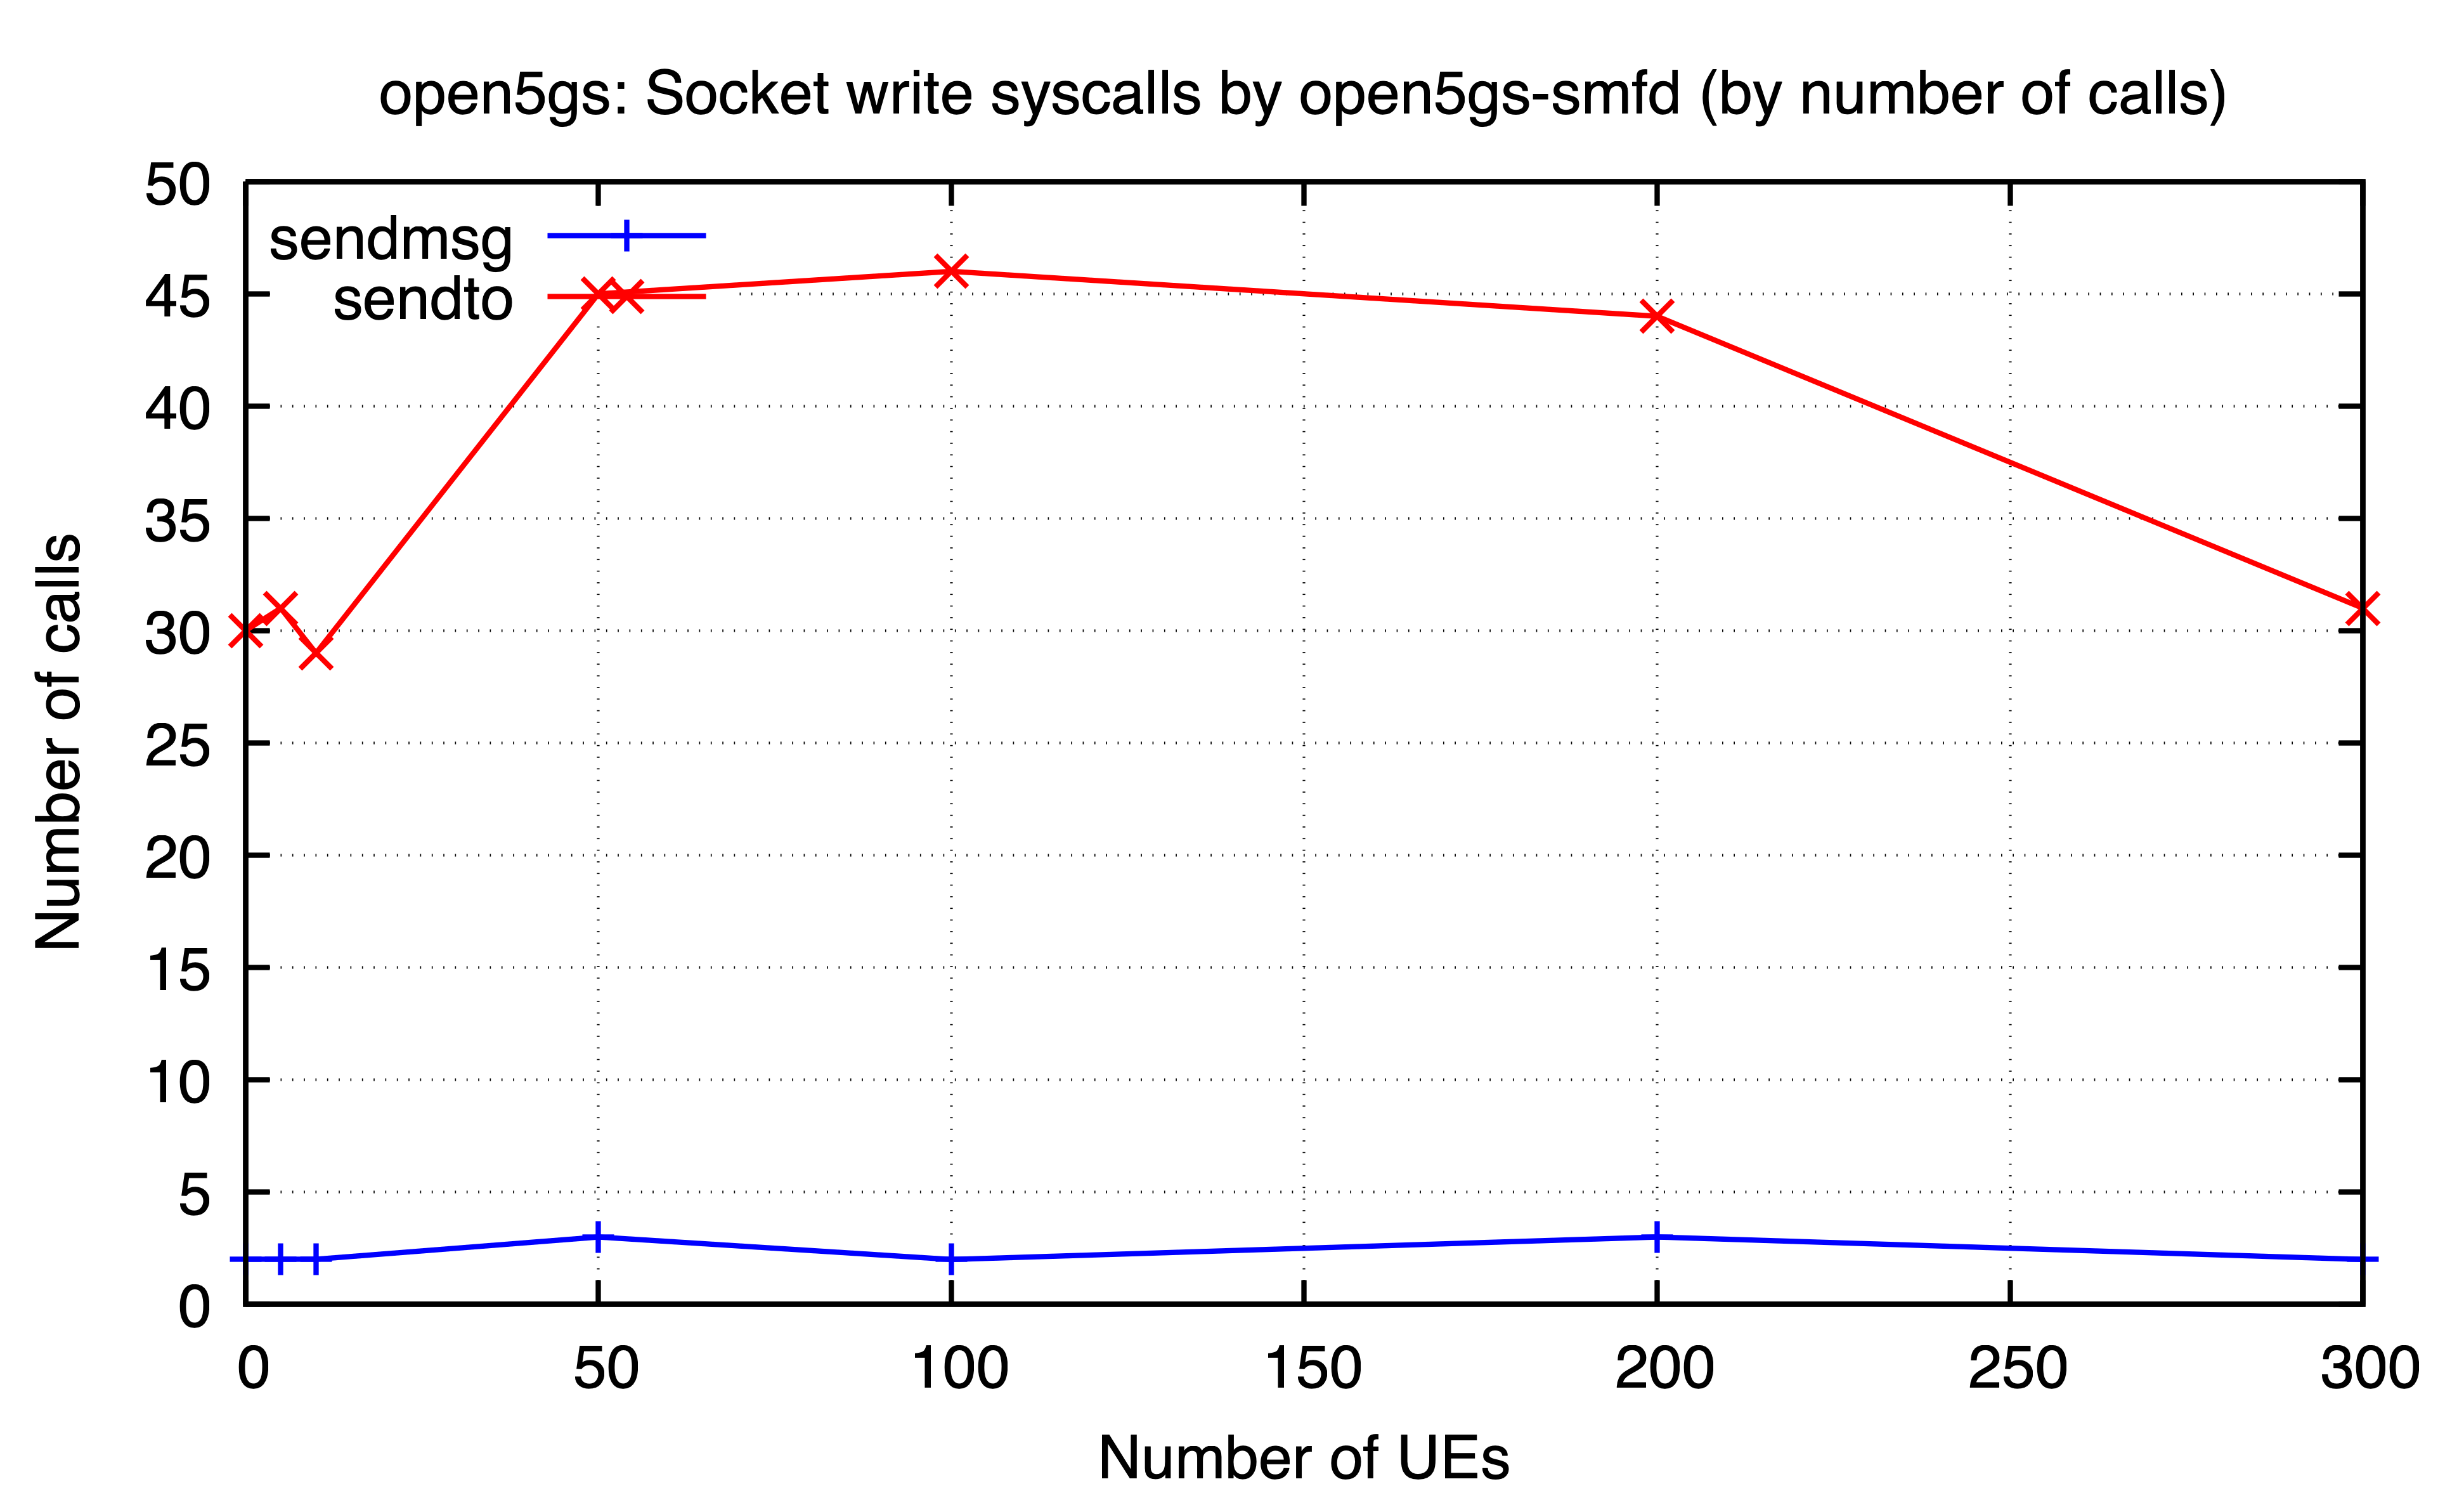 open5gs: Socket write syscalls by open5gs-smfd (by number of calls)
50
sendmsg
sendto
45
40
35
30
25
20
15
10
5
0
Number of calls
0 50 100 150 200 250 300
Number of UEs